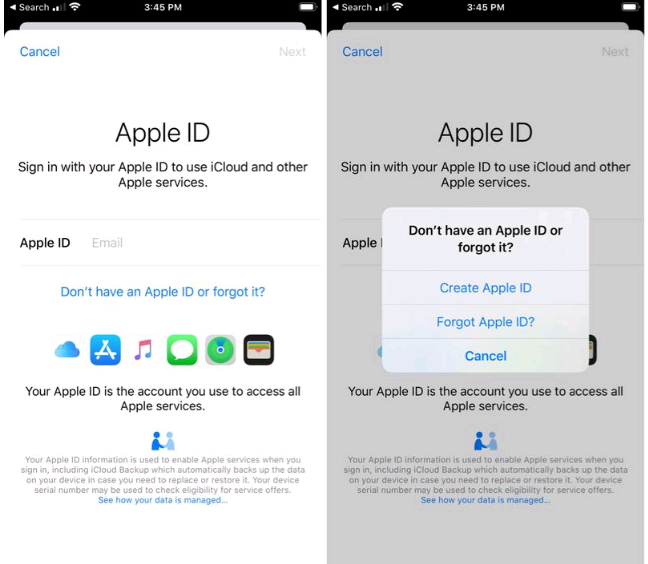 Search
3:45 PM
Cancel
Next
Apple ID
Sign in with your Apple ID to use iCloud and other
Apple services.
Apple ID
Email
Don't have an Apple ID or forgot it?
Your Apple ID is the account you use to access all
Apple services.
Your Apple ID information is used to enable Apple services when you
sign in, including iCloud Backup which automatically backs up the data
on your device in case you need to replace or restore it. Your device
serial number may be used to check eligibility for service offers.
See how your data is managed...
Search
3:45 PM
Cancel
Next
Apple ID
Sign in with your Apple ID to use iCloud and other
Apple services.
Apple
Don't have an Apple ID or
forgot it?
Create Apple ID
Forgot Apple ID?
Cancel
Your Apple ID is the account you use to access all
Apple services.
Your Apple ID information is used to enable Apple services when you
sign in, including iCloud Backup which automatically backs up the data
on your device in case you need to replace or restore it. Your device
serial number may be used to check eligibility for service offers.
See how your data is managed...